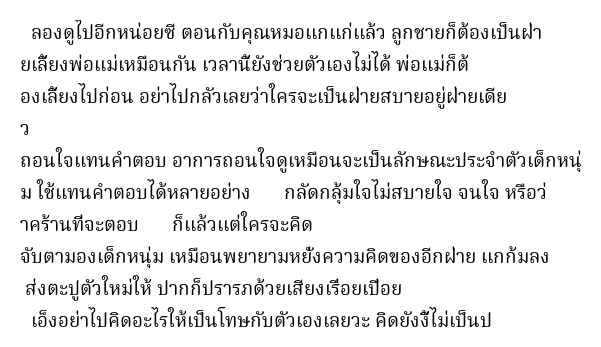 ลองดูไปอีกหน่อยซี ตอนกับคุณหมอแกแก่แล้ว ลูกชายก็ต้องเป็นฝ่า
ยเลี้ยงพ่อแม่เหมือนกัน เวลานี้ยังช่วยตัวเองไม่ได้ พ่อแม่ก็ต้
องเลี้ยงไปก่อน อย่าไปกลัวเลยว่าใครจะเป็นฝ่ายสบายอยู่ฝ่ายเดีย
ว
ถอนใจแทนคำตอบ อาการถอนใจดูเหมือนจะเป็นลักษณะประจำตัวเด็กหนุ่
ม ใช้แทนคำตอบได้หลายอย่าง กลัดกลุ้มใจไม่สบายใจ จนใจ หรือว่
าคร้านที่จะตอบ ก็แล้วแต่ใครจะคิด
จับตามองเด็กหนุ่ม เหมือนพยายามหยั่งความคิดของอีกฝ่าย แกก้มลง
ส่งตะปูตัวใหม่ให้ ปากก็ปรารภด้วยเสียงเรื่อยเปื่อย
เอ็งอย่าไปคิดอะไรให้เป็นโทษกับตัวเองเลยวะ คิดยังงี้ไม่เป็นป